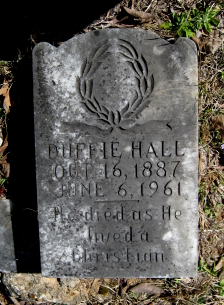 DUFFIE HALL
OCT. 16, 1887
JUNE 6, 1961
He died as He
lived a
Christian